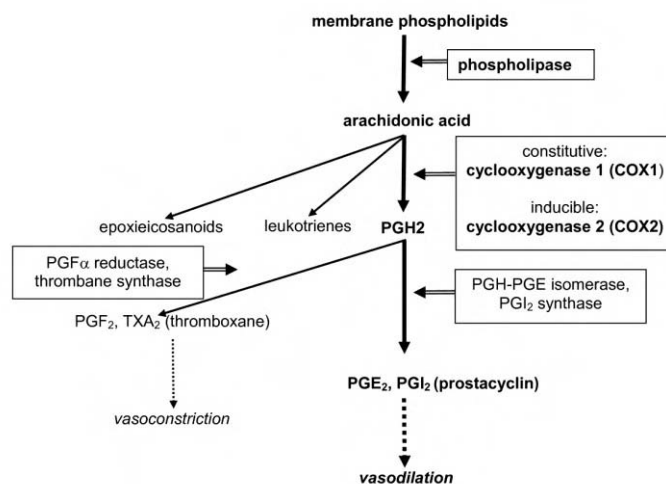 membrane phospholipids
phospholipase
arachidonic acid
constitutive:
cyclooxygenase 1 (COX1)
inducible:
cyclooxygenase 2 (COX2)
epoxieicosanoids
leukotrienes
PGH2
PGFα reductase,
thrombane synthase
PGH-PGE isomerase,
PGI₂ synthase
PGF₂, TXA₂ (thromboxane)
PGE₂, PGI₂ (prostacyclin)
vasoconstriction
vasodilation